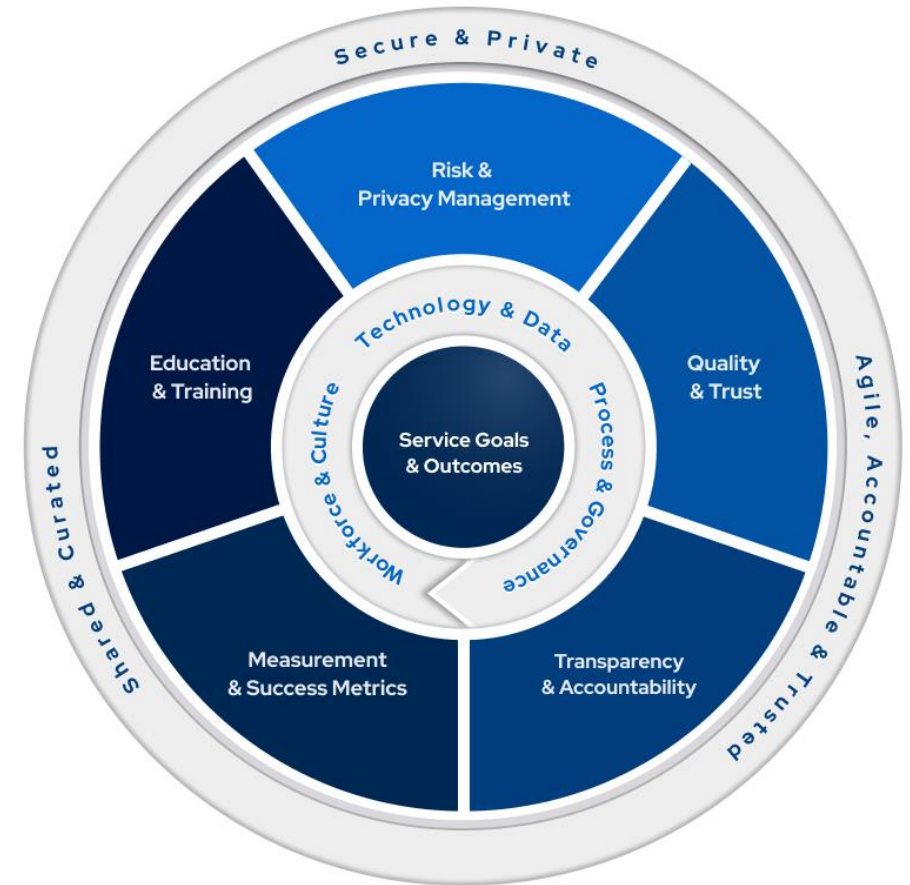 Secure & Private
Risk &
Privacy Management
Technology & Data
Education
& Training
Quality
& Trust
Workforce & Culture
Process & Governance
Service Goals
& Outcomes
Shared & Curated
Agile, Accountable & Trusted
Measurement
& Success Metrics
Transparency
& Accountability